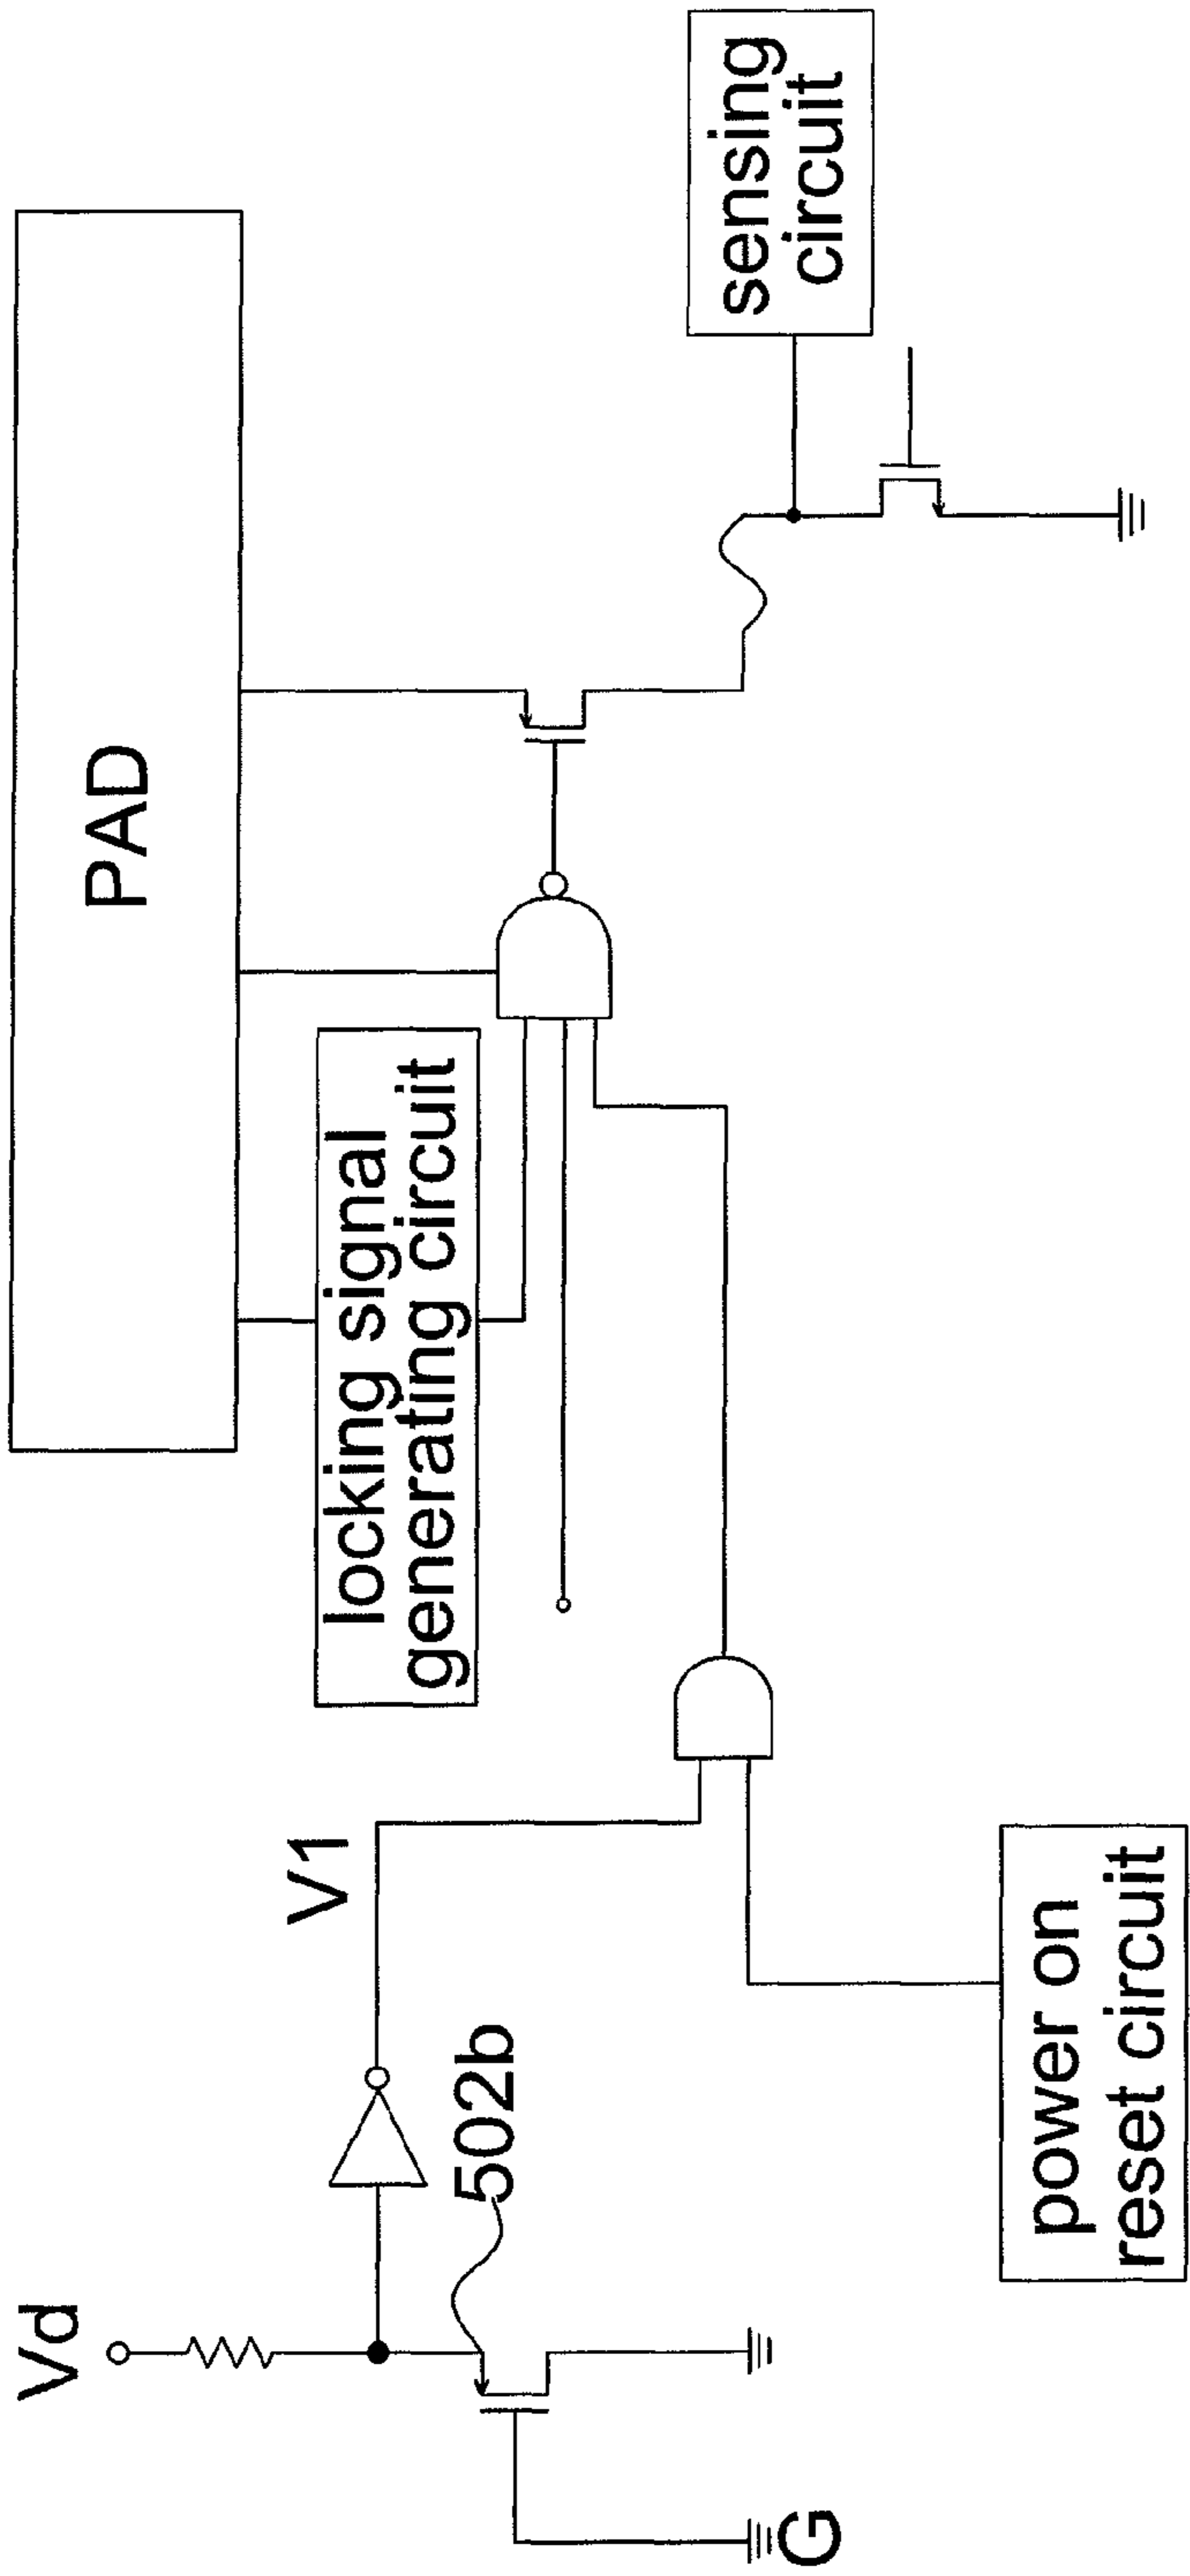 Vd
502b
G
V1
power on
reset circuit
locking signal
generating circuit
PAD
sensing
circuit